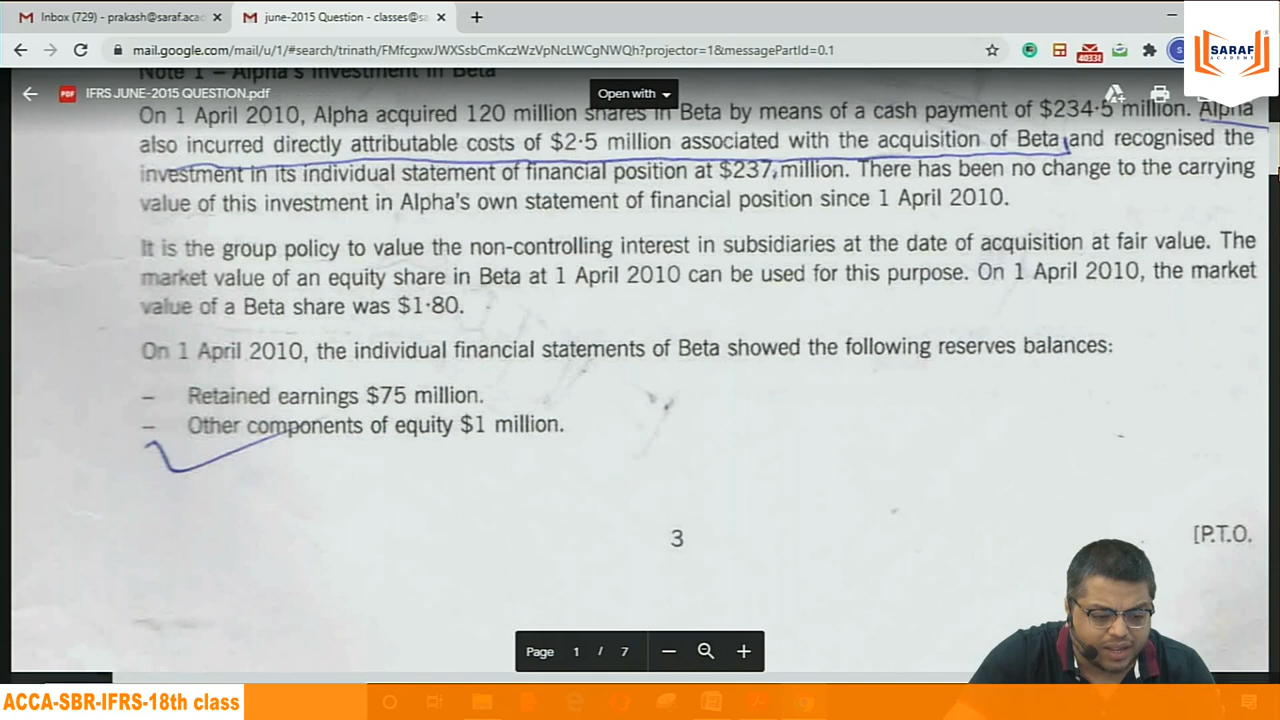 Inbox (729) - prakash@saraf.aca
june-2015 Question - classes@sa
mail.google.com/mail/u/1/#search/trinath/FMfcgxwJWXSsbCmKczWzVpNcLWCgNWQh?projector=1&messagePartId=0.1
40331
SARAF
ACADEMY
Note 1 – Alpha's Investment in Beta
PDF IFRS JUNE-2015 QUESTION.pdf
Open with
On 1 April 2010, Alpha acquired 120 million shares in Beta by means of a cash payment of $234·5 million. Alpha
also incurred directly attributable costs of $2·5 million associated with the acquisition of Beta and recognised the
investment in its individual statement of financial position at $237 million. There has been no change to the carrying
value of this investment in Alpha's own statement of financial position since 1 April 2010.
It is the group policy to value the non-controlling interest in subsidiaries at the date of acquisition at fair value. The
market value of an equity share in Beta at 1 April 2010 can be used for this purpose. On 1 April 2010, the market
value of a Beta share was $1·80.
On 1 April 2010, the individual financial statements of Beta showed the following reserves balances:
– Retained earnings $75 million.
– Other components of equity $1 million.
3
[P.T.O.
Page 1 / 7
ACCA-SBR-IFRS-18th class